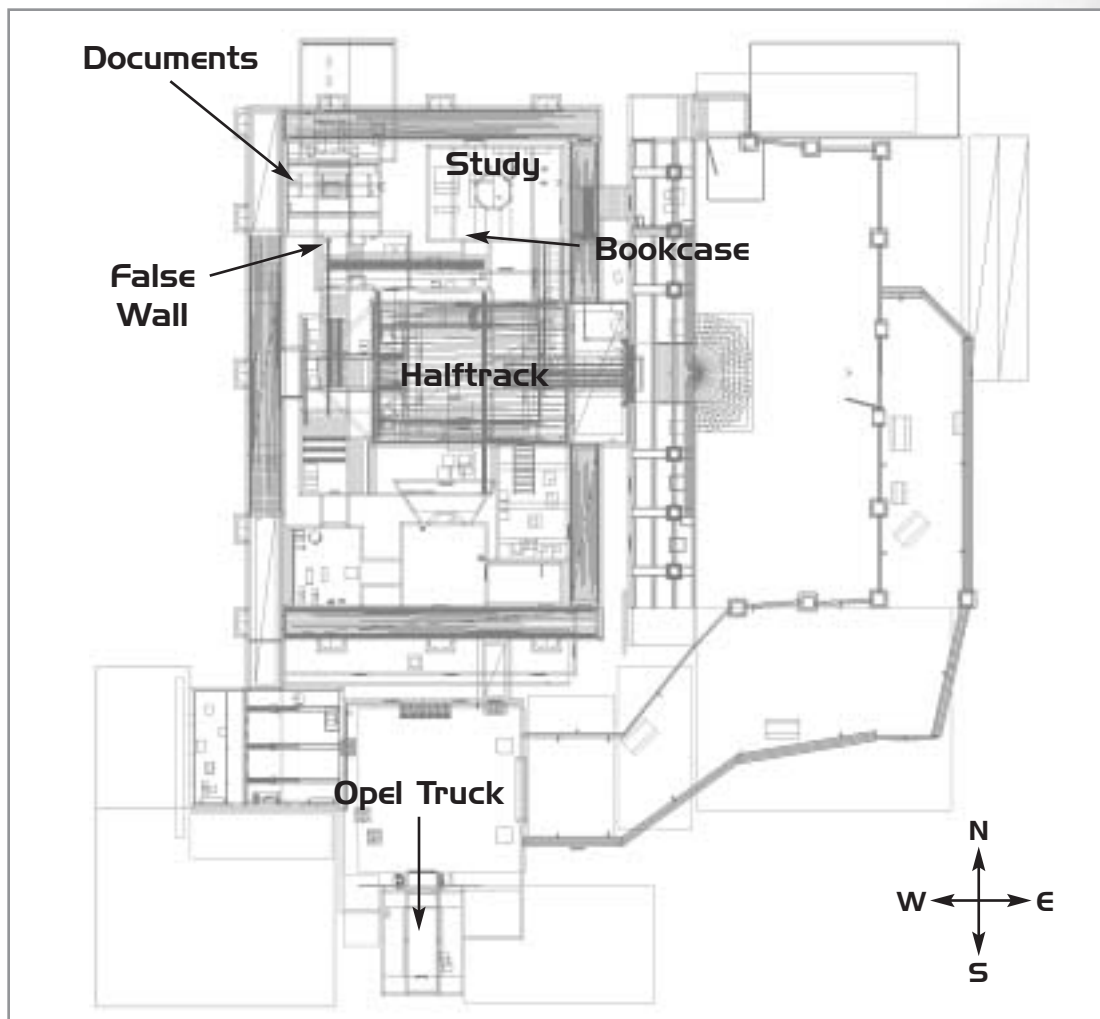 Documents
Study
Bookcase
False
Wall
Halftrack
Opel Truck
N
W E
S